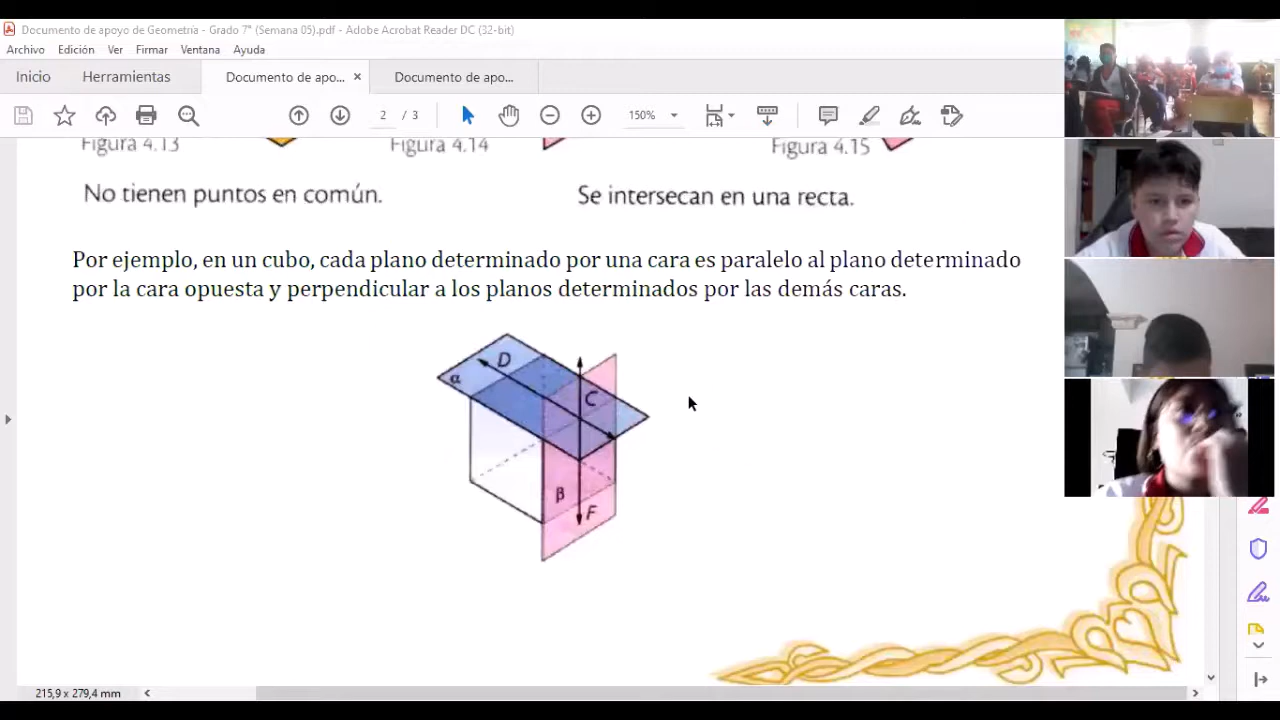 Documento de apoyo de Geometría - Grado 7° (Semana 05).pdf - Adobe Acrobat Reader DC (32-bit)
Archivo Edición Ver Firmar Ventana Ayuda
Inicio Herramientas Documento de apo... × Documento de apo...
2 / 3 150%
Figura 4.13 Figura 4.14 Figura 4.15
No tienen puntos en común. Se intersecan en una recta.
Por ejemplo, en un cubo, cada plano determinado por una cara es paralelo al plano determinado
por la cara opuesta y perpendicular a los planos determinados por las demás caras.
D
α
C
β
F
215,9 x 279,4 mm